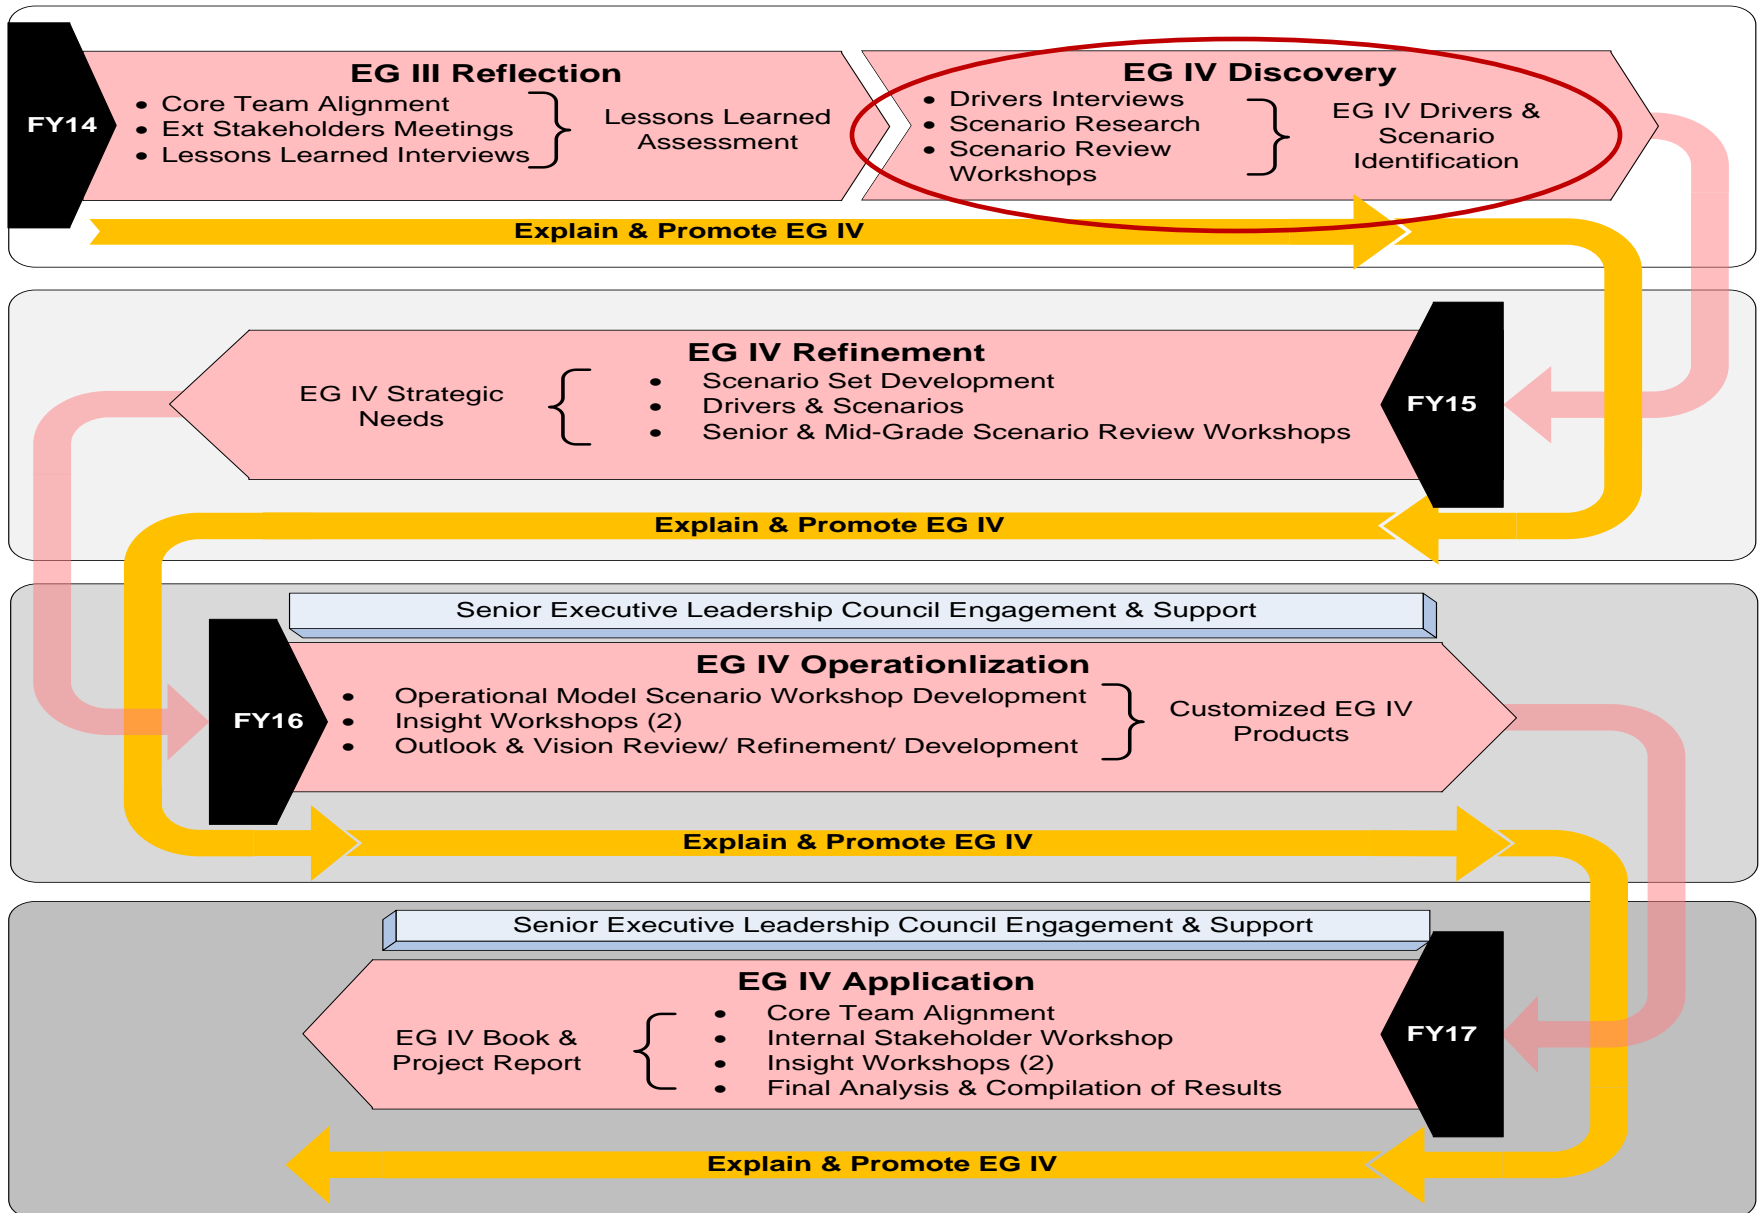 FY14
EG III Reflection
• Core Team Alignment
• Ext Stakeholders Meetings
• Lessons Learned Interviews
Lessons Learned
Assessment
EG IV Discovery
• Drivers Interviews
• Scenario Research
• Scenario Review
Workshops
EG IV Drivers &
Scenario
Identification
Explain & Promote EG IV
FY15
EG IV Refinement
• Scenario Set Development
• Drivers & Scenarios
• Senior & Mid-Grade Scenario Review Workshops
EG IV Strategic
Needs
Explain & Promote EG IV
Senior Executive Leadership Council Engagement & Support
FY16
EG IV Operationlization
• Operational Model Scenario Workshop Development
• Insight Workshops (2)
• Outlook & Vision Review/ Refinement/ Development
Customized EG IV
Products
Explain & Promote EG IV
Senior Executive Leadership Council Engagement & Support
FY17
EG IV Application
• Core Team Alignment
• Internal Stakeholder Workshop
• Insight Workshops (2)
• Final Analysis & Compilation of Results
EG IV Book &
Project Report
Explain & Promote EG IV